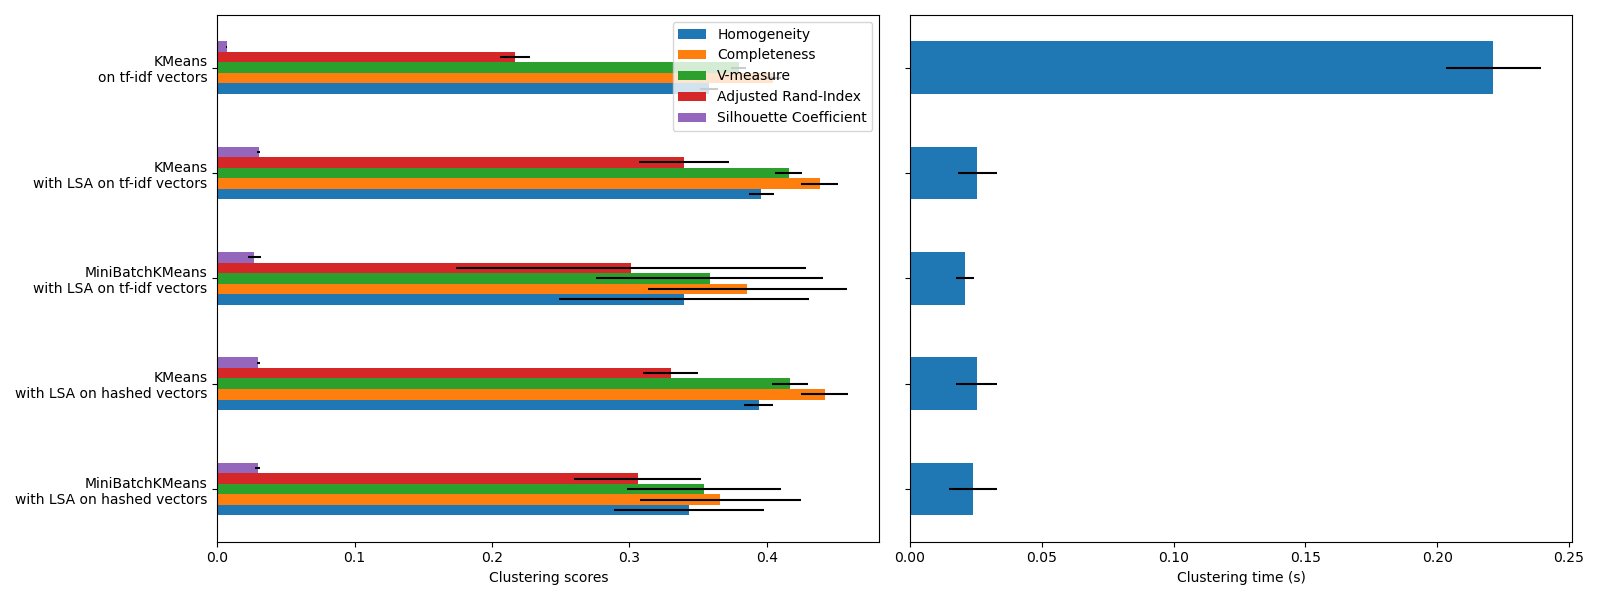 KMeans
on tf-idf vectors
KMeans
with LSA on tf-idf vectors
MiniBatchKMeans
with LSA on tf-idf vectors
KMeans
with LSA on hashed vectors
MiniBatchKMeans
with LSA on hashed vectors
Homogeneity
Completeness
V-measure
Adjusted Rand-Index
Silhouette Coefficient
0.0 0.1 0.2 0.3 0.4
Clustering scores
0.00 0.05 0.10 0.15 0.20 0.25
Clustering time (s)